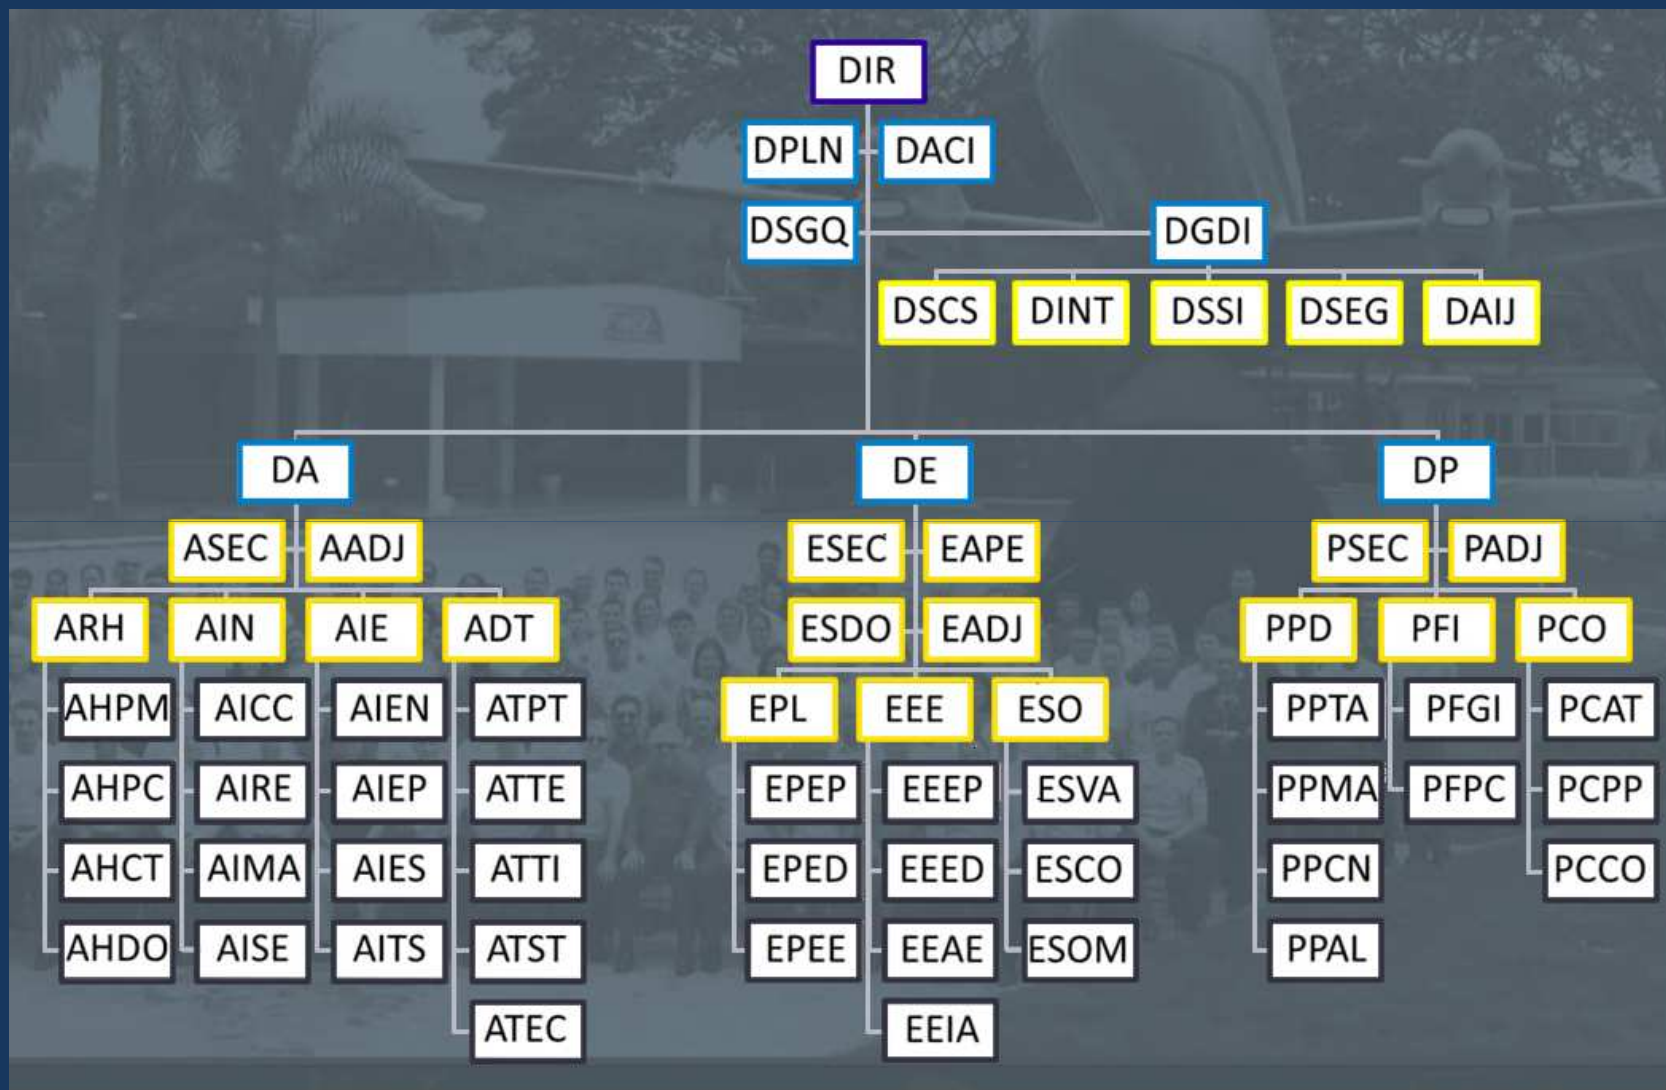 DIR
DPLN DACI
DSGQ DGDI
DSCS DINT DSSI DSEG DAIJ
DA DE DP
ASEC AADJ ESEC EAPE PSEC PADJ
ARH AIN AIE ADT ESDO EADJ PPD PFI PCO
AHPM AICC AIEN ATPT EPL EEE ESO PPTA PFGI PCAT
AHPC AIRE AIEP ATTE EPEP EEEP ESVA PPMA PFPC PCPP
AHCT AIMA AIES ATTI EPED EEED ESCO PPCN PCCO
AHDO AISE AITS ATST EPEE EEAE ESOM PPAL
ATEC EEIA